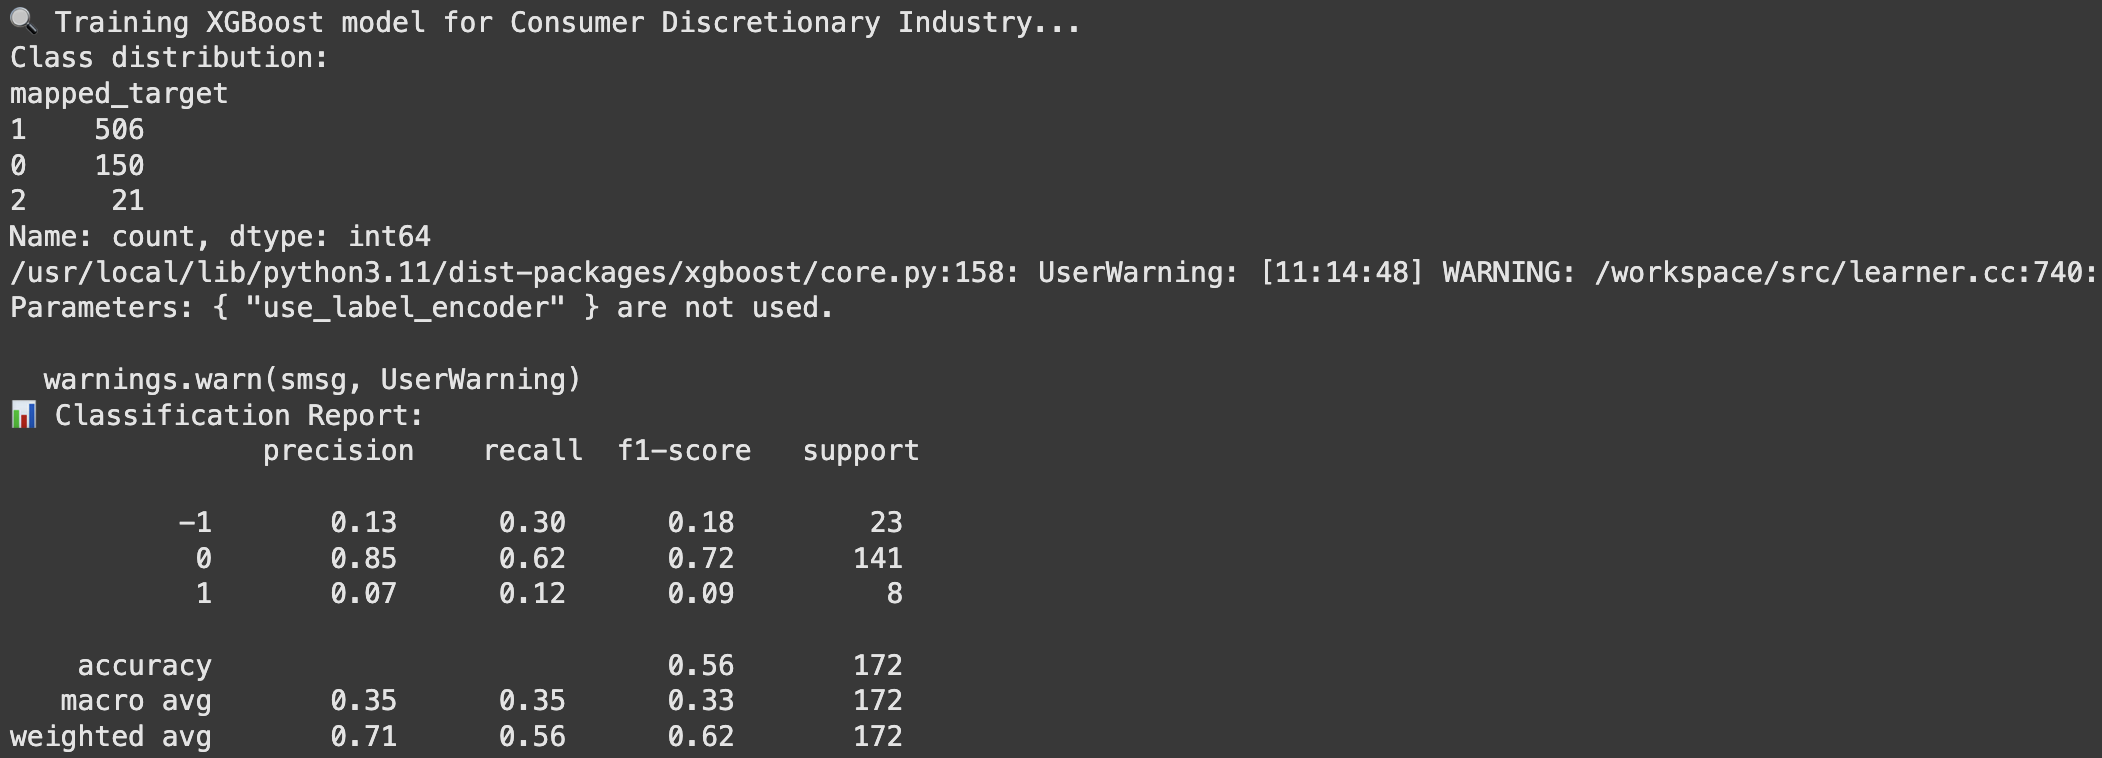 🔍 Training XGBoost model for Consumer Discretionary Industry...
Class distribution:
mapped_target
1    506
0    150
2     21
Name: count, dtype: int64
/usr/local/lib/python3.11/dist-packages/xgboost/core.py:158: UserWarning: [11:14:48] WARNING: /workspace/src/learner.cc:740:
Parameters: { "use_label_encoder" } are not used.
  warnings.warn(smsg, UserWarning)
📊 Classification Report:
               precision    recall  f1-score   support
          -1       0.13      0.30      0.18        23
           0       0.85      0.62      0.72       141
           1       0.07      0.12      0.09         8
    accuracy                           0.56       172
   macro avg       0.35      0.35      0.33       172
weighted avg       0.71      0.56      0.62       172